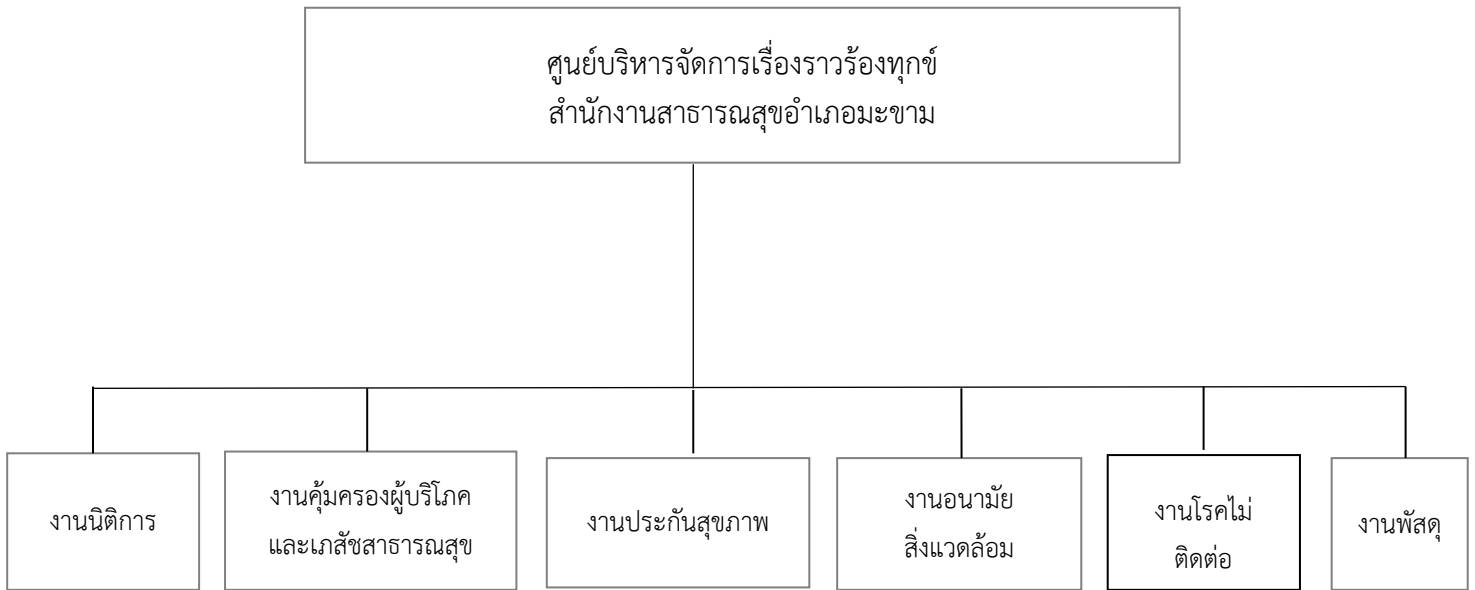 ศูนย์บริหารจัดการเรื่องราวร้องทุกข์
สำนักงานสาธารณสุขอำเภอมะขาม
งานนิติการ
งานคุ้มครองผู้บริโภค
และเภสัชสาธารณสุข
งานประกันสุขภาพ
งานอนามัย
สิ่งแวดล้อม
งานโรคไม่
ติดต่อ
งานพัสดุ